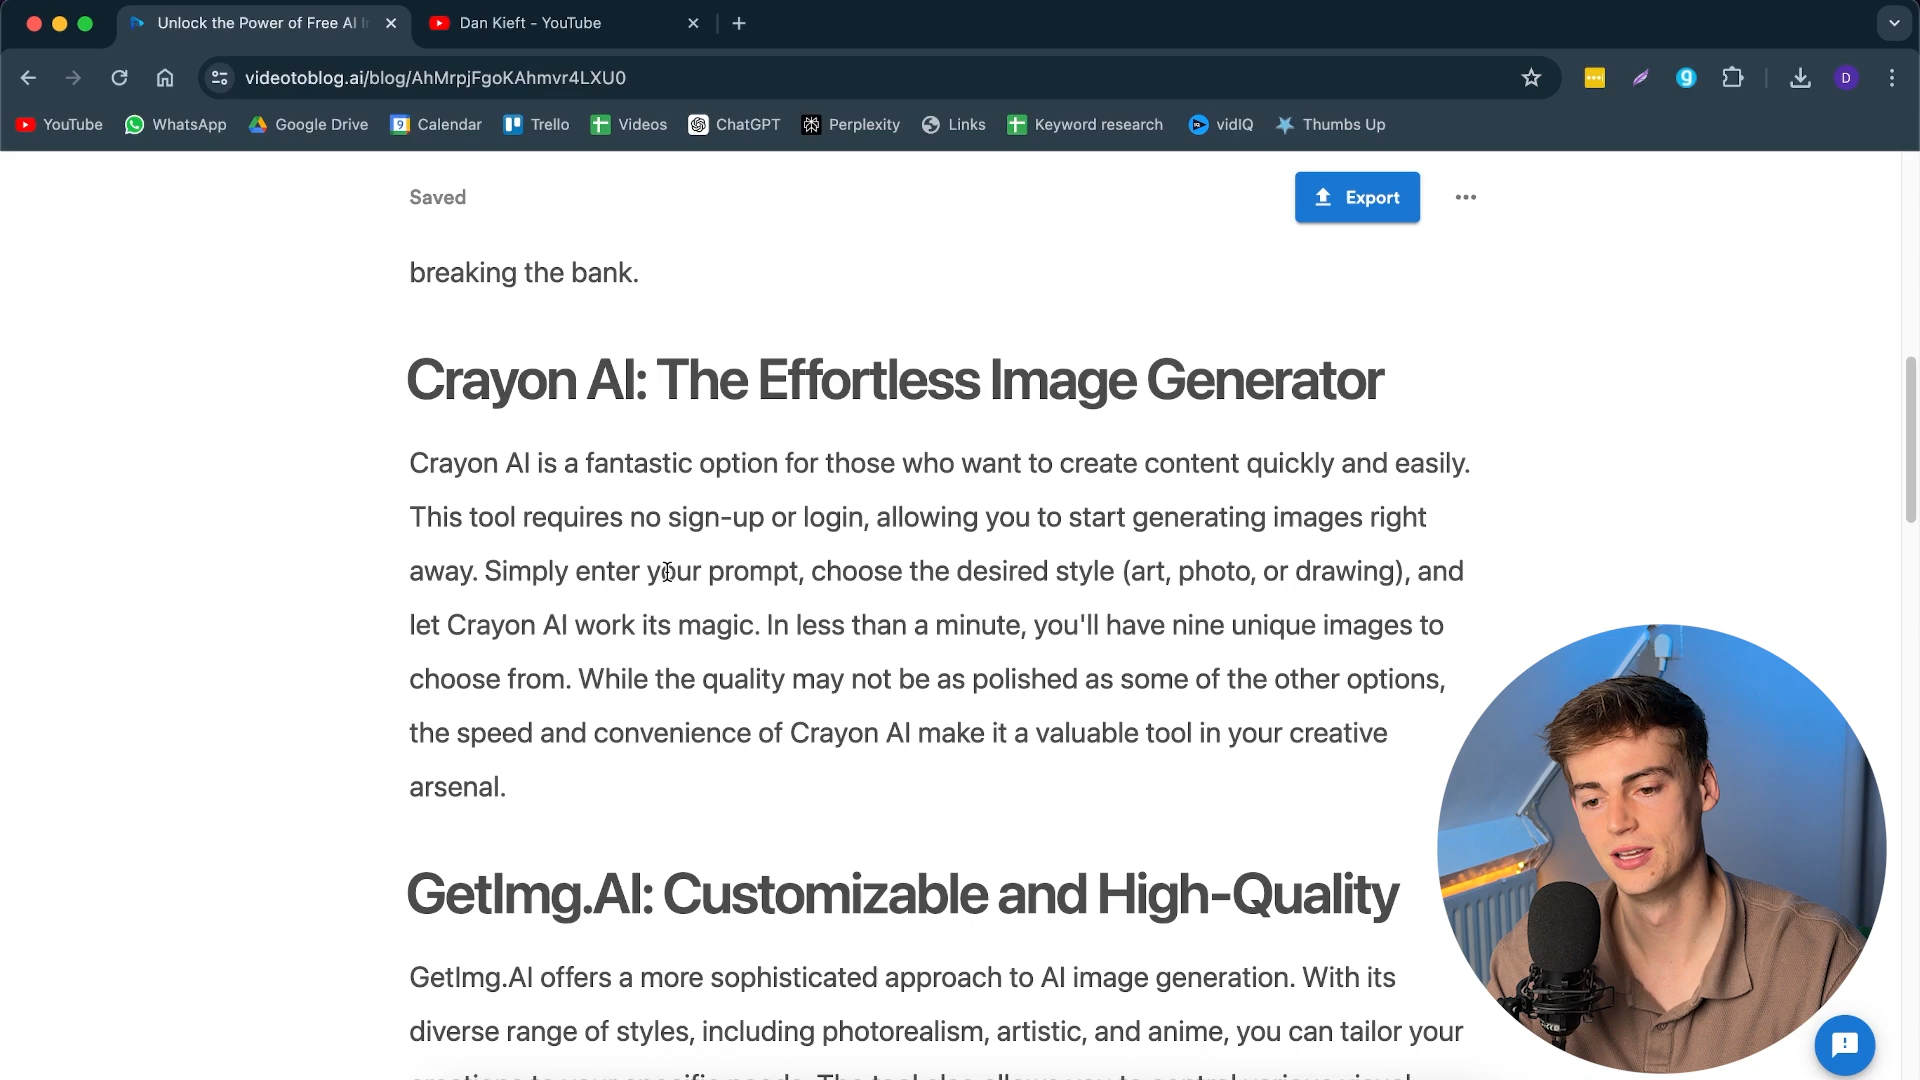 Unlock the Power of Free AI
Dan Kieft - YouTube
videotoblog.ai/blog/AhMrpjFgoKAhmvr4LXU0
D
YouTube
WhatsApp
Google Drive
9 Calendar
Trello
Videos
ChatGPT
Perplexity
Links
Keyword research
vidIQ
Thumbs Up
Saved
Export
breaking the bank.
Crayon AI: The Effortless Image Generator
Crayon AI is a fantastic option for those who want to create content quickly and easily.
This tool requires no sign-up or login, allowing you to start generating images right
away. Simply enter your prompt, choose the desired style (art, photo, or drawing), and
let Crayon AI work its magic. In less than a minute, you'll have nine unique images to
choose from. While the quality may not be as polished as some of the other options,
the speed and convenience of Crayon AI make it a valuable tool in your creative
arsenal.
GetImg.AI: Customizable and High-Quality
GetImg.AI offers a more sophisticated approach to AI image generation. With its
diverse range of styles, including photorealism, artistic, and anime, you can tailor your